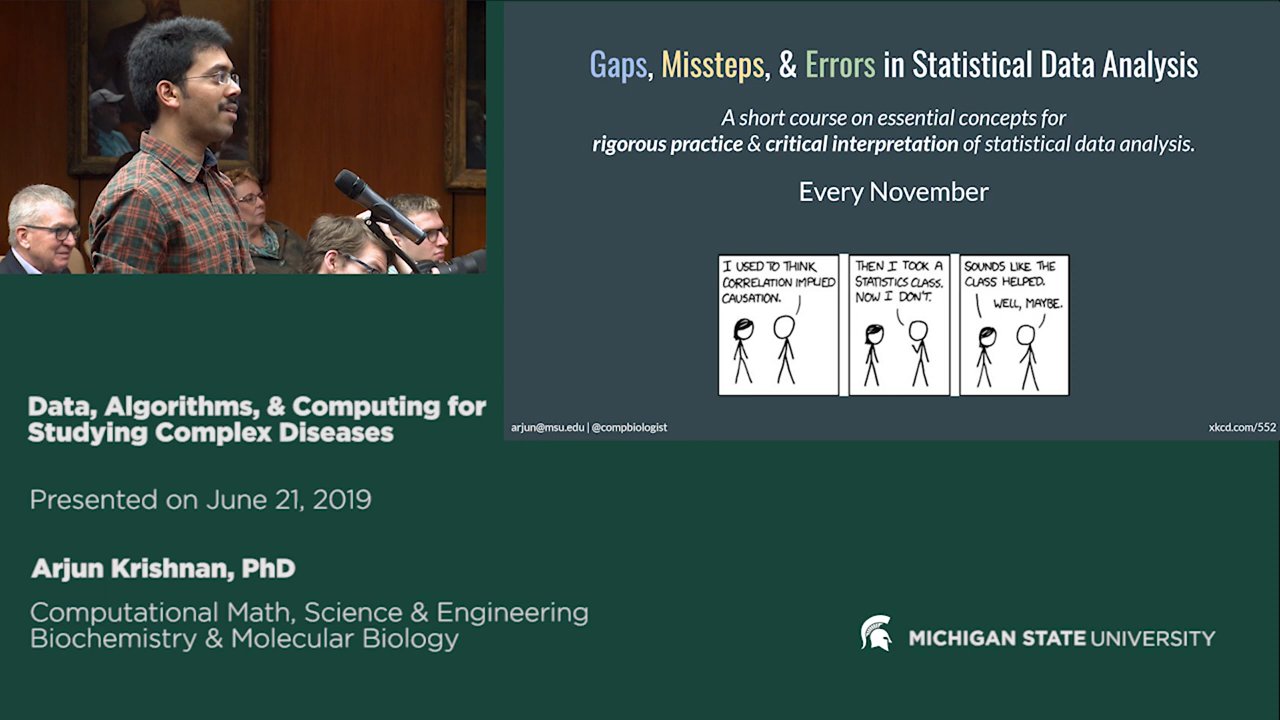 Gaps, Missteps, & Errors in Statistical Data Analysis
A short course on essential concepts for
rigorous practice & critical interpretation of statistical data analysis.
Every November
I USED TO THINK
CORRELATION IMPLIED
CAUSATION.
THEN I TOOK A
STATISTICS CLASS.
NOW I DON'T.
SOUNDS LIKE THE
CLASS HELPED.
WELL, MAYBE.
arjun@msu.edu | @compbiologist
xkcd.com/552
Data, Algorithms, & Computing for
Studying Complex Diseases
Presented on June 21, 2019
Arjun Krishnan, PhD
Computational Math, Science & Engineering
Biochemistry & Molecular Biology
MICHIGAN STATE UNIVERSITY